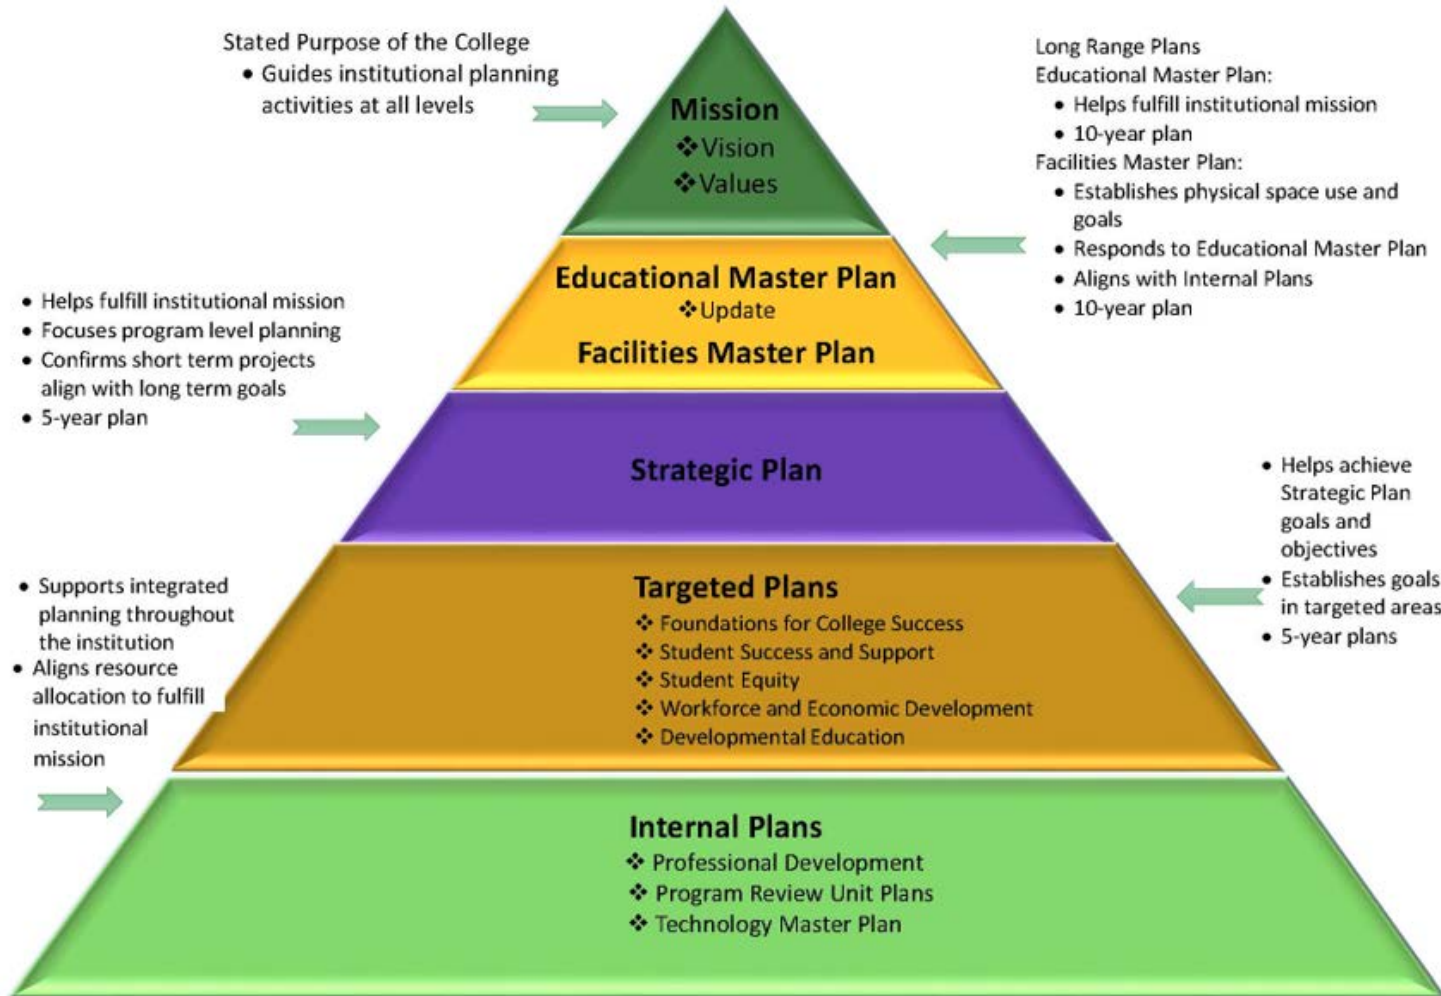 Stated Purpose of the College
• Guides institutional planning
activities at all levels
Mission
❖Vision
❖Values
Long Range Plans
Educational Master Plan:
• Helps fulfill institutional mission
• 10-year plan
Facilities Master Plan:
• Establishes physical space use and
goals
• Responds to Educational Master Plan
• Aligns with Internal Plans
• 10-year plan
Educational Master Plan
❖Update
Facilities Master Plan
• Helps fulfill institutional mission
• Focuses program level planning
• Confirms short term projects
align with long term goals
• 5-year plan
Strategic Plan
• Helps achieve
Strategic Plan
goals and
objectives
• Establishes goals
in targeted areas
• 5-year plans
Targeted Plans
❖ Foundations for College Success
❖ Student Success and Support
❖ Student Equity
❖ Workforce and Economic Development
❖ Developmental Education
• Supports integrated
planning throughout
the institution
• Aligns resource
allocation to fulfill
institutional
mission
Internal Plans
❖ Professional Development
❖ Program Review Unit Plans
❖ Technology Master Plan